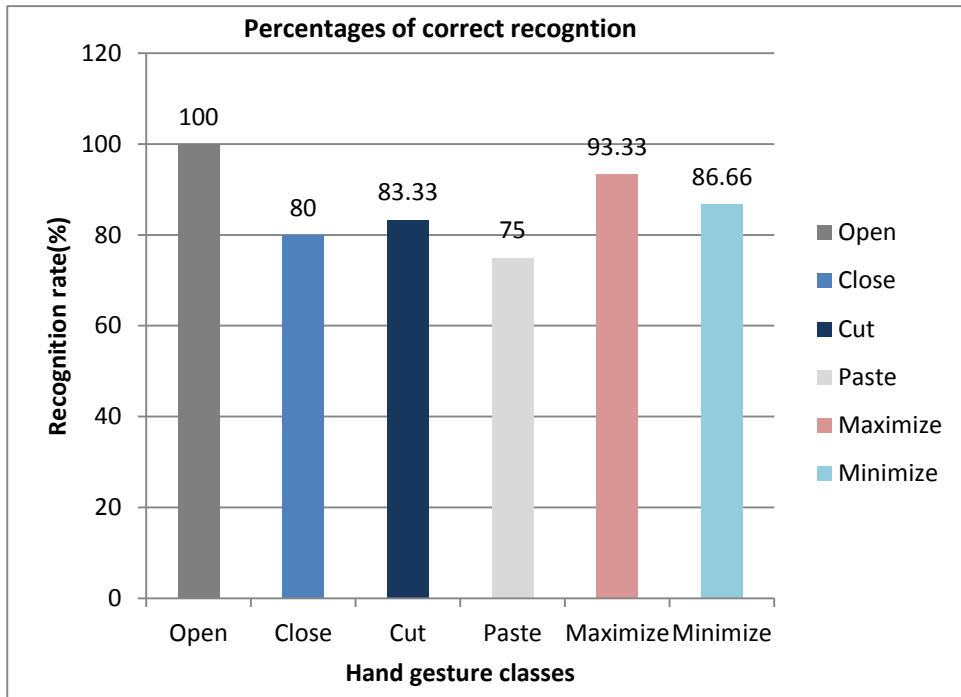 Percentages of correct recogntion
120
100
80
60
40
20
0
Recognition rate(%)
100
80
83.33
75
93.33
86.66
Open
Close
Cut
Paste
Maximize
Minimize
Hand gesture classes
Open
Close
Cut
Paste
Maximize
Minimize